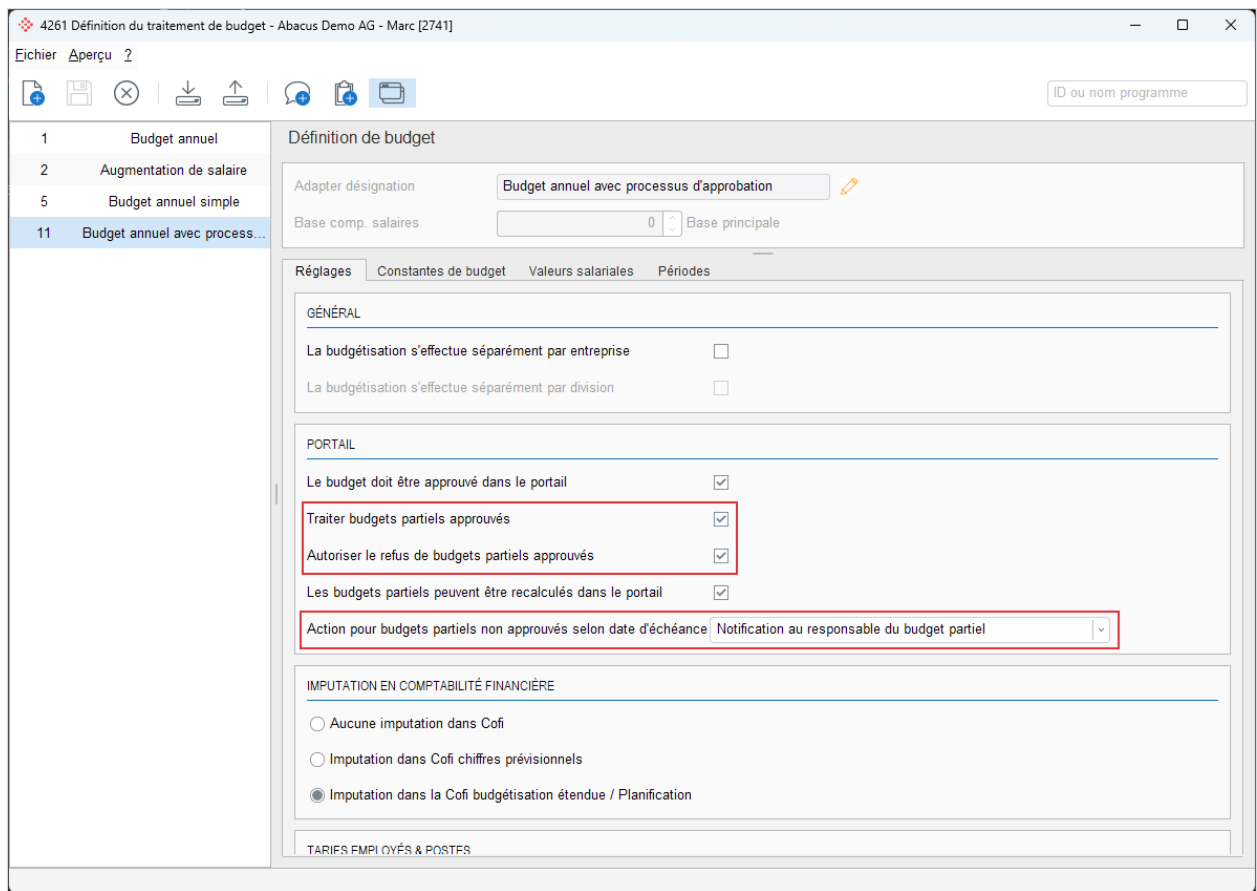 4261 Définition du traitement de budget - Abacus Demo AG - Marc [2741]
Fichier Aperçu ?
ID ou nom programme
1 Budget annuel
2 Augmentation de salaire
5 Budget annuel simple
11 Budget annuel avec process...
Définition de budget
Adapter désignation Budget annuel avec processus d'approbation
Base comp. salaires 0 Base principale
Réglages Constantes de budget Valeurs salariales Périodes
GÉNÉRAL
La budgétisation s'effectue séparément par entreprise
La budgétisation s'effectue séparément par division
PORTAIL
Le budget doit être approuvé dans le portail
Traiter budgets partiels approuvés
Autoriser le refus de budgets partiels approuvés
Les budgets partiels peuvent être recalculés dans le portail
Action pour budgets partiels non approuvés selon date d'échéance Notification au responsable du budget partiel
IMPUTATION EN COMPTABILITÉ FINANCIÈRE
Aucune imputation dans Cofi
Imputation dans Cofi chiffres prévisionnels
Imputation dans la Cofi budgétisation étendue / Planification
TARIFS EMPLOYÉS & POSTES